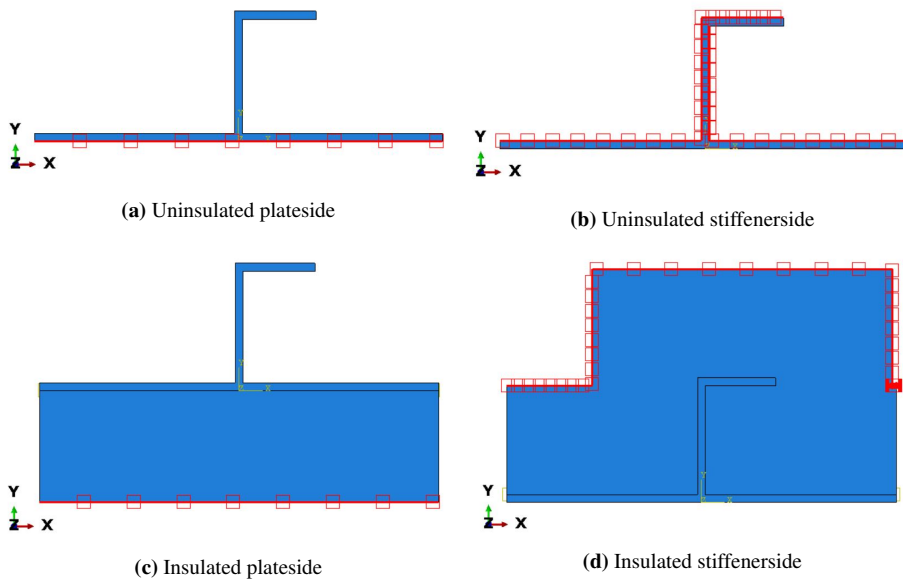 Y
Z X
Y
X
(a) Uninsulated plateside
Y
Z X
X
(b) Uninsulated stiffenerside
Y
X
Y
Z X
(c) Insulated plateside
Y
X
Y
Z X
(d) Insulated stiffenerside